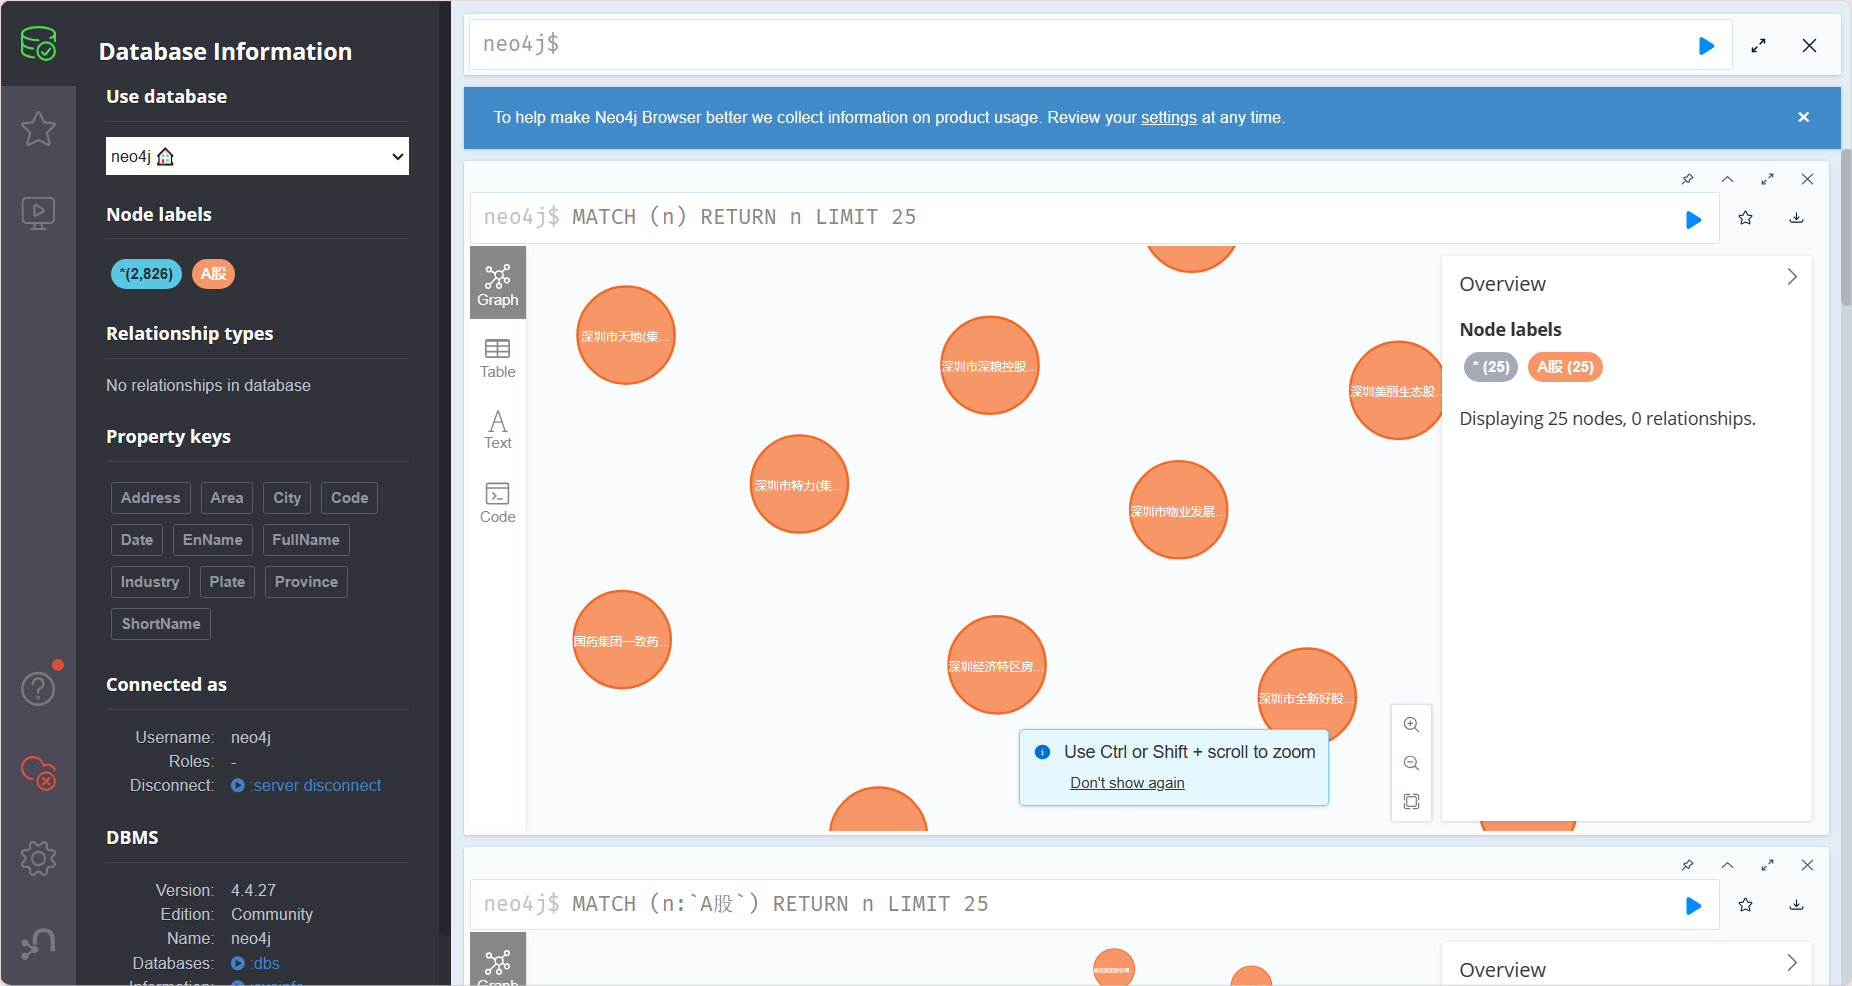 Database Information
Use database
neo4j
Node labels
*(2,826) A股
Relationship types
No relationships in database
Property keys
Address Area City Code
Date EnName FullName
Industry Plate Province
ShortName
Connected as
Username: neo4j
Roles: -
Disconnect: :server disconnect
DBMS
Version: 4.4.27
Edition: Community
Name: neo4j
Databases: :dbs
neo4j$
To help make Neo4j Browser better we collect information on product usage. Review your settings at any time.
neo4j$ MATCH (n) RETURN n LIMIT 25
Graph
Table
Text
Code
深圳市天地(集...
深圳市深粮控股...
深圳美丽生态股...
深圳市特力(集...
深圳市物业发展...
国药集团一致药...
深圳经济特区房...
深圳市全新好股...
Use Ctrl or Shift + scroll to zoom
Don't show again
Overview
Node labels
* (25) A股 (25)
Displaying 25 nodes, 0 relationships.
neo4j$ MATCH (n:`A股`) RETURN n LIMIT 25
Graph
Overview